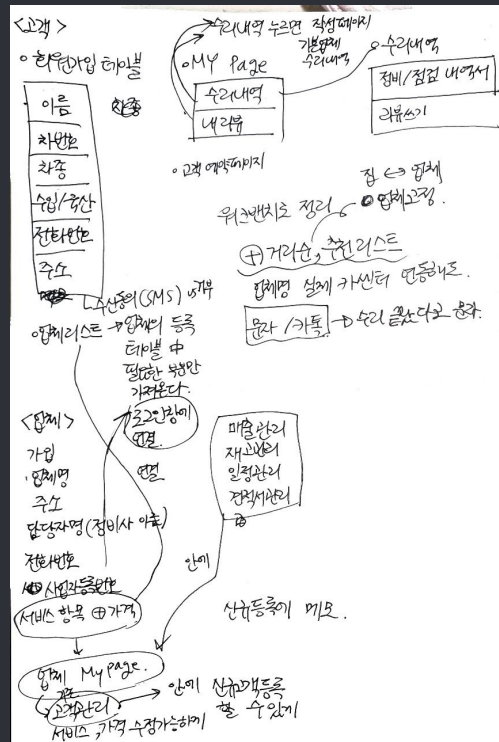 <고객>
수리내역 누르면 작성페이지
기본업체
수리내역
회원가입 테이블
이름
차번호
차종
수입/국산
전화번호
주소
MY Page
수리내역
내 리뷰
수리내역
정비/점검 내역서
리뷰쓰기
고객 예약페이지
집 ↔ 업체
업체고정.
워크벤치로 정리
⊕ 거리순, 추천 리스트
업체명 실제 카센터 연동해도.
문자 / 카톡 → 수리 끝났다고 문자.
수신동의(SMS) vs 거부
업체리스트 → 업체의 등록
테이블 中
필요한 부분만
가져온다.
로그인창에
연결.
연결
<업체>
가입
업체명
주소
담당자명 (정비사 이름)
전화번호
사업자등록번호
서비스 항목 ⊕ 가격.
매출관리
재고관리
일정관리
견적서관리
안에
신규등록에 메모.
업체 My page.
고객관리 → 안에 신규고객등록
할 수 있게
서비스, 가격 수정가능하게